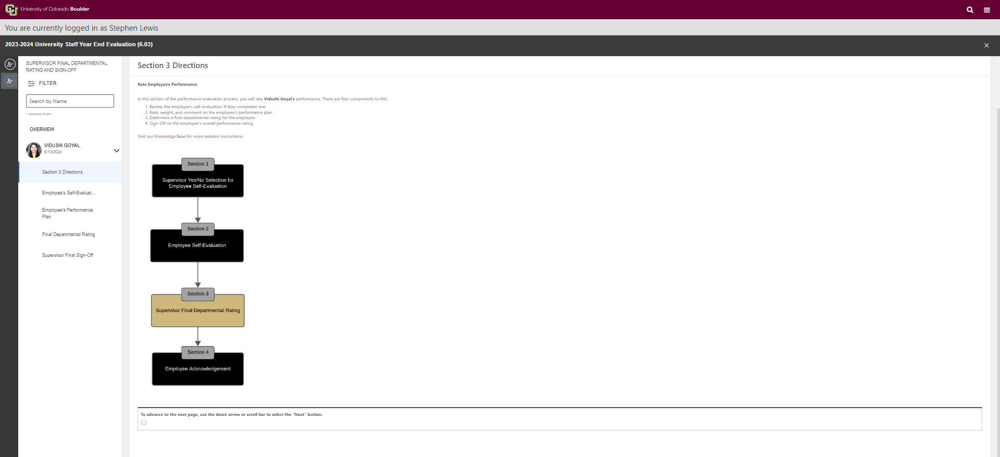 University of Colorado Boulder
You are currently logged in as Stephen Lewis
2023-2024 University Staff Year End Evaluation (6.03)
SUPERVISOR FINAL DEPARTMENTAL
RATING AND SIGN-OFF
FILTER
Search by Name
1 review(s) found
OVERVIEW
VIDUSHI GOYAL
6/13/2024
Section 3 Directions
Employee's Self-Evaluat...
Employee's Performance
Plan
Final Departmental Rating
Supervisor Final Sign-Off
Section 3 Directions
Rate Employee's Performance
In this section of the performance evaluation process, you will rate Vidushi Goyal's performance. There are four components to this:
1. Review the employee's self-evaluation, if they completed one
2. Rate, weight, and comment on the employee's performance plan
3. Determine a final departmental rating for the employee
4. Sign-Off on the employee's overall performance rating
Visit our Knowledge Base for more detailed instructions.
Section 1
Supervisor Yes/No Selection for
Employee Self-Evaluation
Section 2
Employee Self-Evaluation
Section 3
Supervisor Final Departmental Rating
Section 4
Employee Acknowledgement
To advance to the next page, use the down arrow or scroll bar to select the "Next" button.